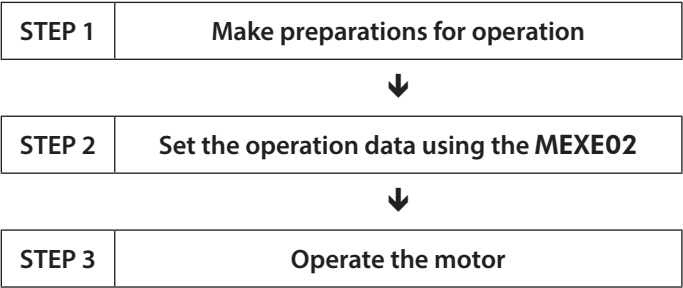 STEP 1 Make preparations for operation
STEP 2 Set the operation data using the MEXE02
STEP 3 Operate the motor